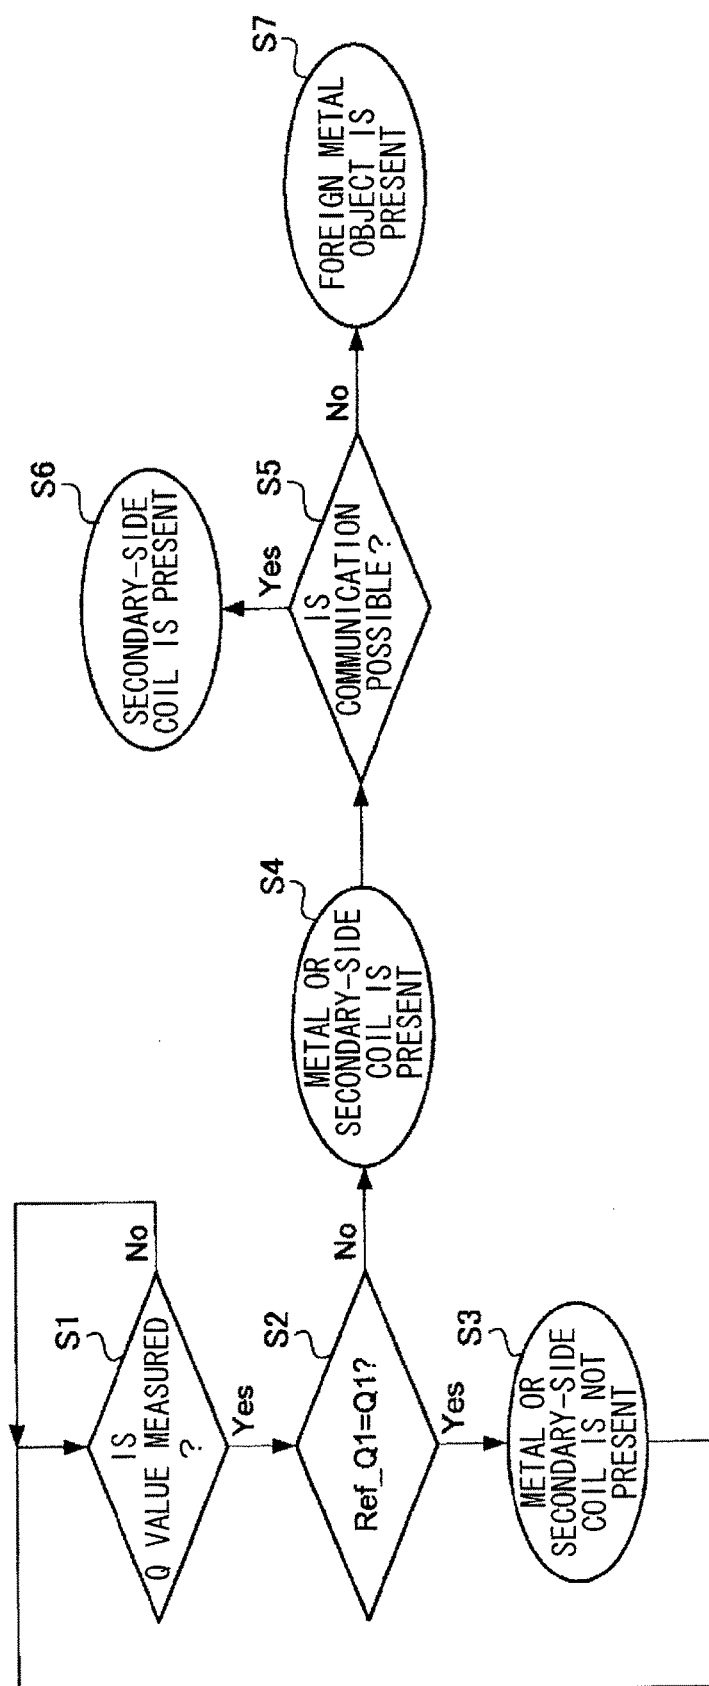 S1
IS
Q VALUE MEASURED
?
No
Yes
S2
Ref_Q1=Q1?
No
Yes
S3
METAL OR
SECONDARY-SIDE
COIL IS NOT
PRESENT
S4
METAL OR
SECONDARY-SIDE
COIL IS
PRESENT
S5
IS
COMMUNICATION
POSSIBLE?
Yes
No
S6
SECONDARY-SIDE
COIL IS PRESENT
S7
FOREIGN METAL
OBJECT IS
PRESENT